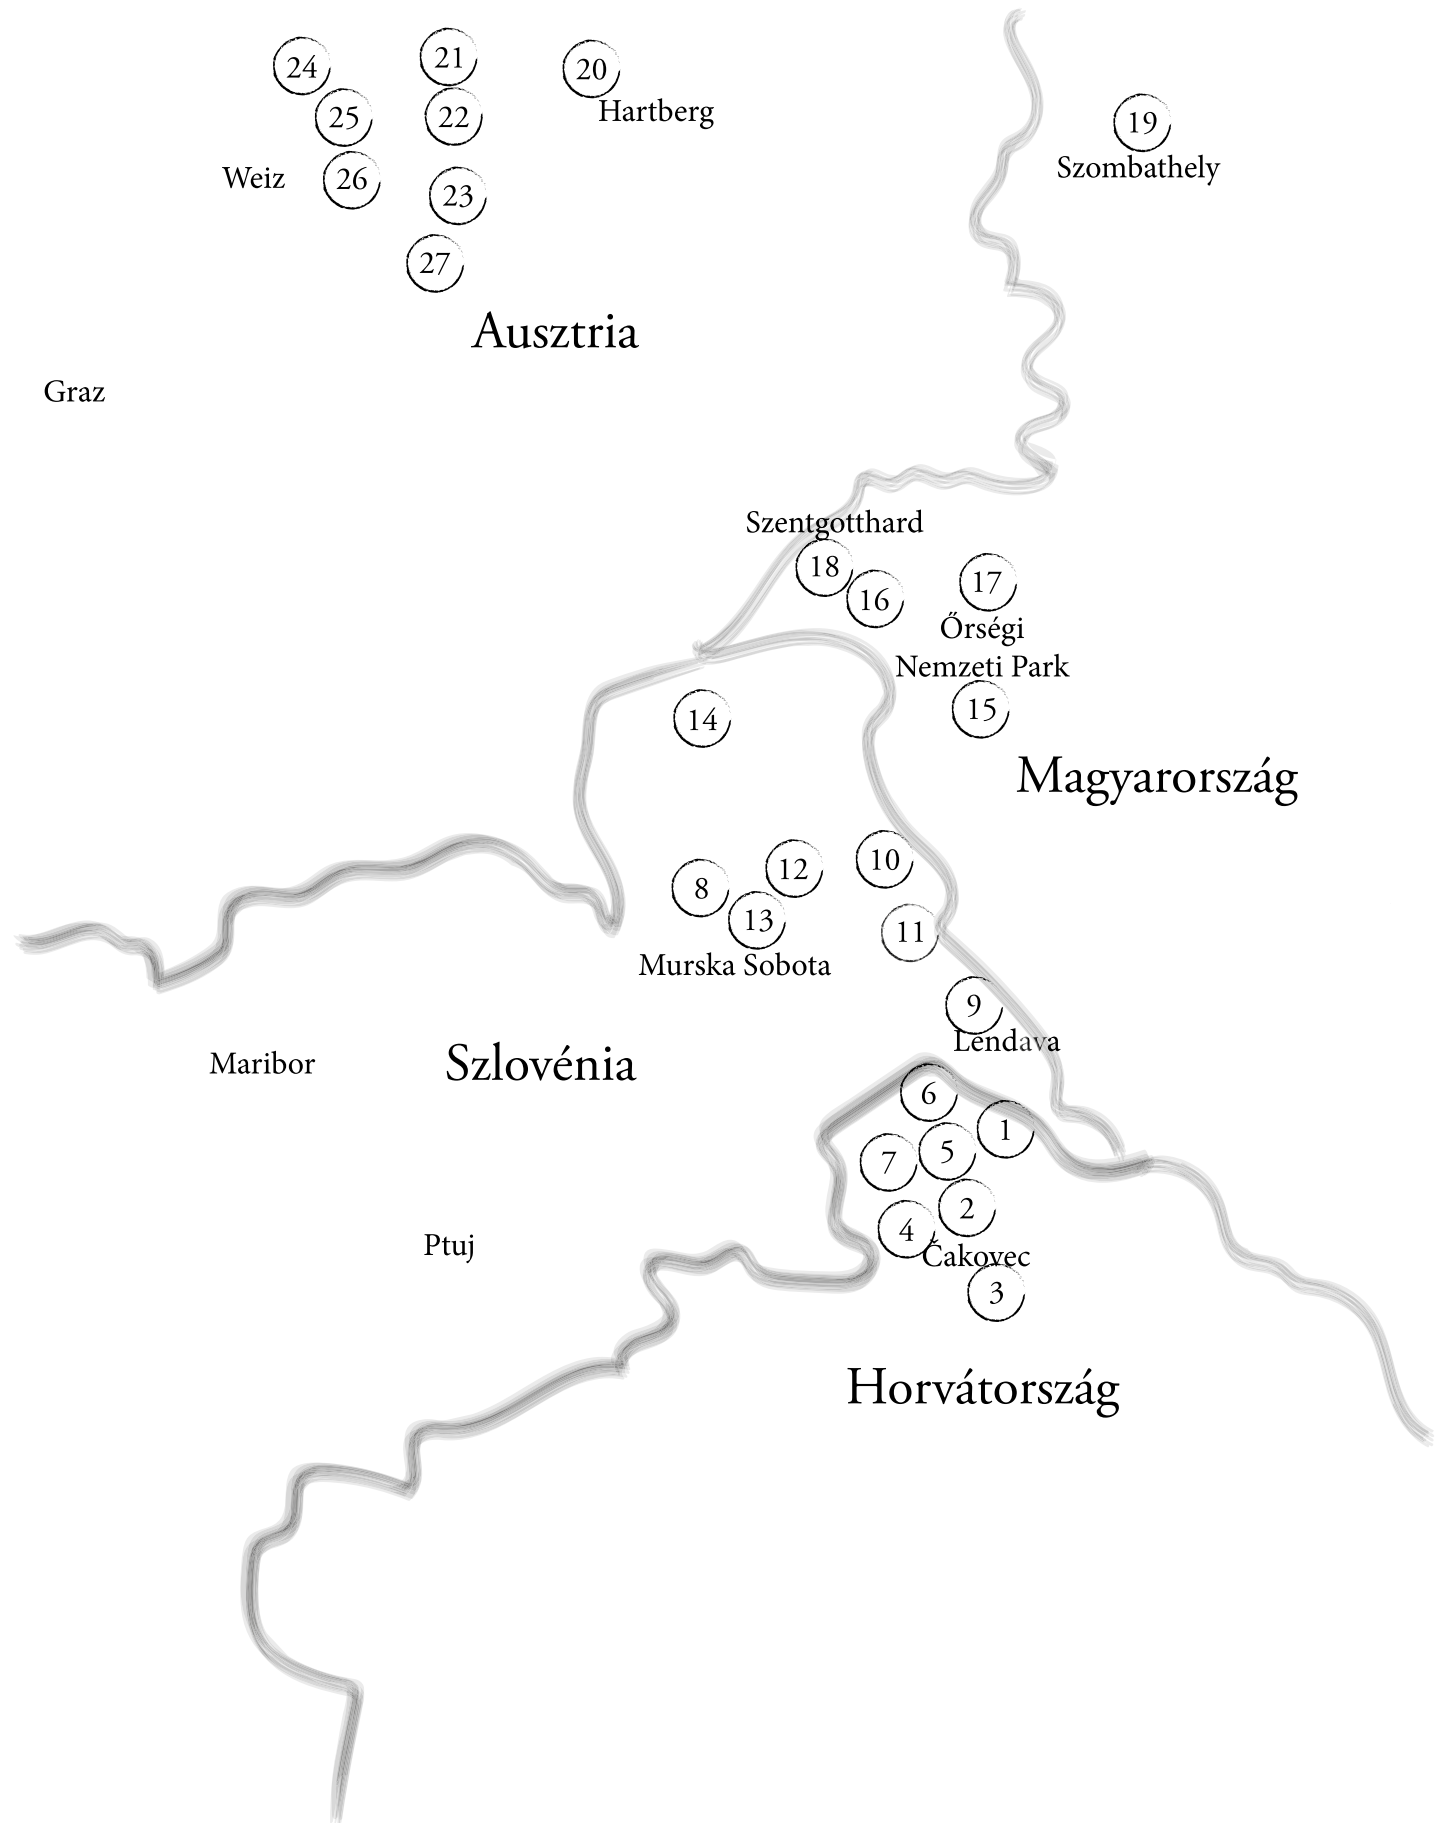 24
21
20
25
22
Hartberg
19
Szombathely
Weiz
26
23
27
Ausztria
Graz
Szentgotthard
18
16
17
Őrségi
Nemzeti Park
15
14
Magyarország
12
10
8
13
11
Murska Sobota
9
Lendava
Maribor
Szlovénia
6
1
5
7
2
4
Ptuj
Čakovec
3
Horvátország